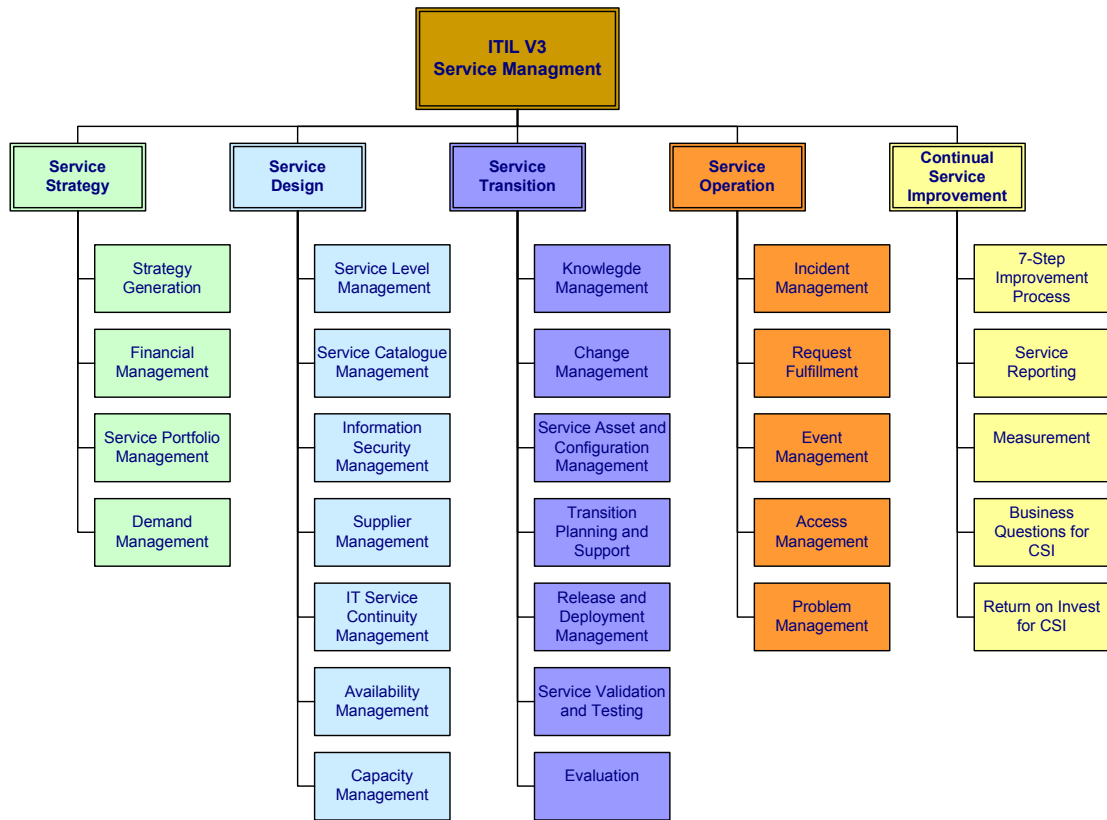 ITIL V3
Service Managment
Service
Strategy
Service
Design
Service
Transition
Service
Operation
Continual
Service
Improvement
Strategy
Generation
Financial
Management
Service Portfolio
Management
Demand
Management
Service Level
Management
Service Catalogue
Management
Information
Security
Management
Supplier
Management
IT Service
Continuity
Management
Availability
Management
Capacity
Management
Knowlegde
Management
Change
Management
Service Asset and
Configuration
Management
Transition
Planning and
Support
Release and
Deployment
Management
Service Validation
and Testing
Evaluation
Incident
Management
Request
Fulfillment
Event
Management
Access
Management
Problem
Management
7-Step
Improvement
Process
Service
Reporting
Measurement
Business
Questions for
CSI
Return on Invest
for CSI